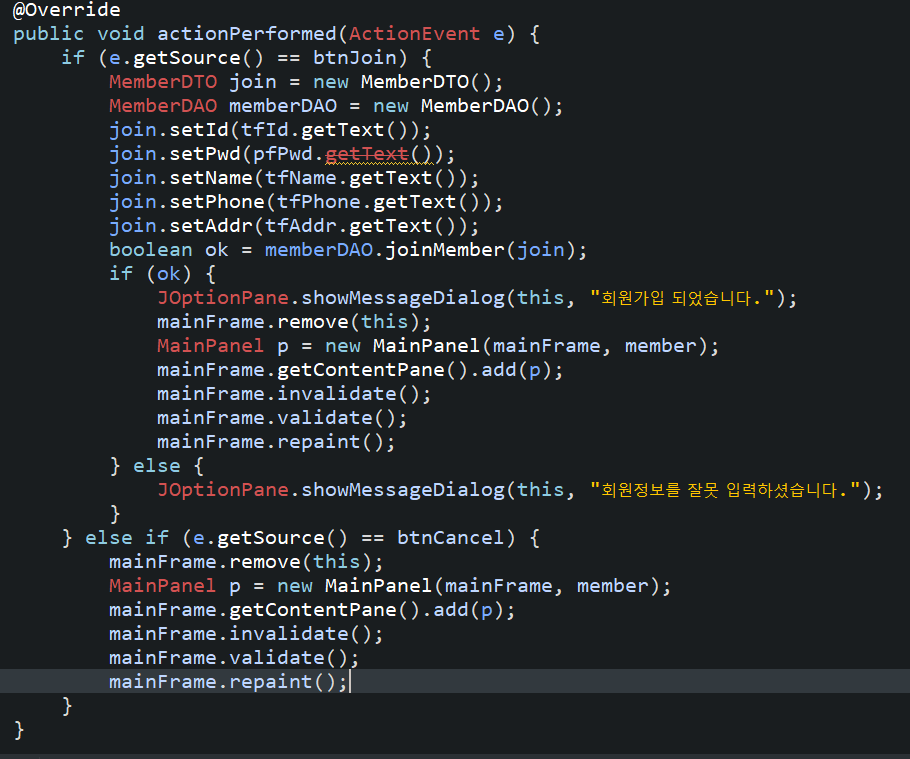 @Override
public void actionPerformed(ActionEvent e) {
    if (e.getSource() == btnJoin) {
        MemberDTO join = new MemberDTO();
        MemberDAO memberDAO = new MemberDAO();
        join.setId(tfId.getText());
        join.setPwd(pfPwd.getText());
        join.setName(tfName.getText());
        join.setPhone(tfPhone.getText());
        join.setAddr(tfAddr.getText());
        boolean ok = memberDAO.joinMember(join);
        if (ok) {
            JOptionPane.showMessageDialog(this, "회원가입 되었습니다.");
            mainFrame.remove(this);
            MainPanel p = new MainPanel(mainFrame, member);
            mainFrame.getContentPane().add(p);
            mainFrame.invalidate();
            mainFrame.validate();
            mainFrame.repaint();
        } else {
            JOptionPane.showMessageDialog(this, "회원정보를 잘못 입력하셨습니다.");
        }
    } else if (e.getSource() == btnCancel) {
        mainFrame.remove(this);
        MainPanel p = new MainPanel(mainFrame, member);
        mainFrame.getContentPane().add(p);
        mainFrame.invalidate();
        mainFrame.validate();
        mainFrame.repaint();
    }
}